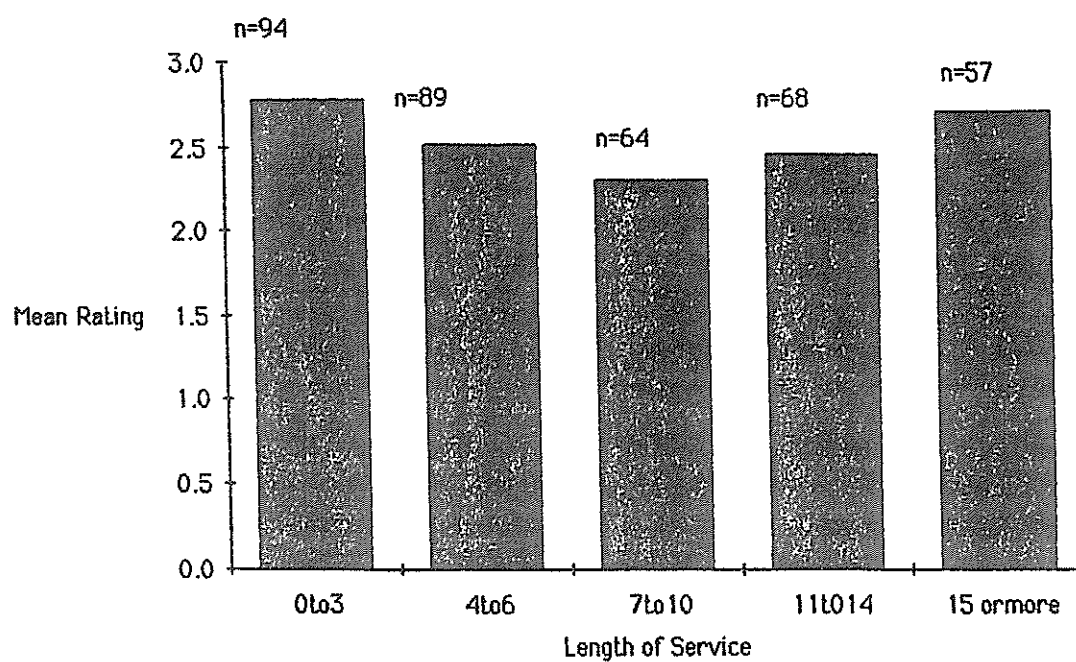 n=94
3.0
n=57
n=89
n=68
n=64
2.5
2.0
Mean Rating
1.5
1.0
0.5
0.0
0to3
4to6
7to10
11t014
15 ormore
Length of Service